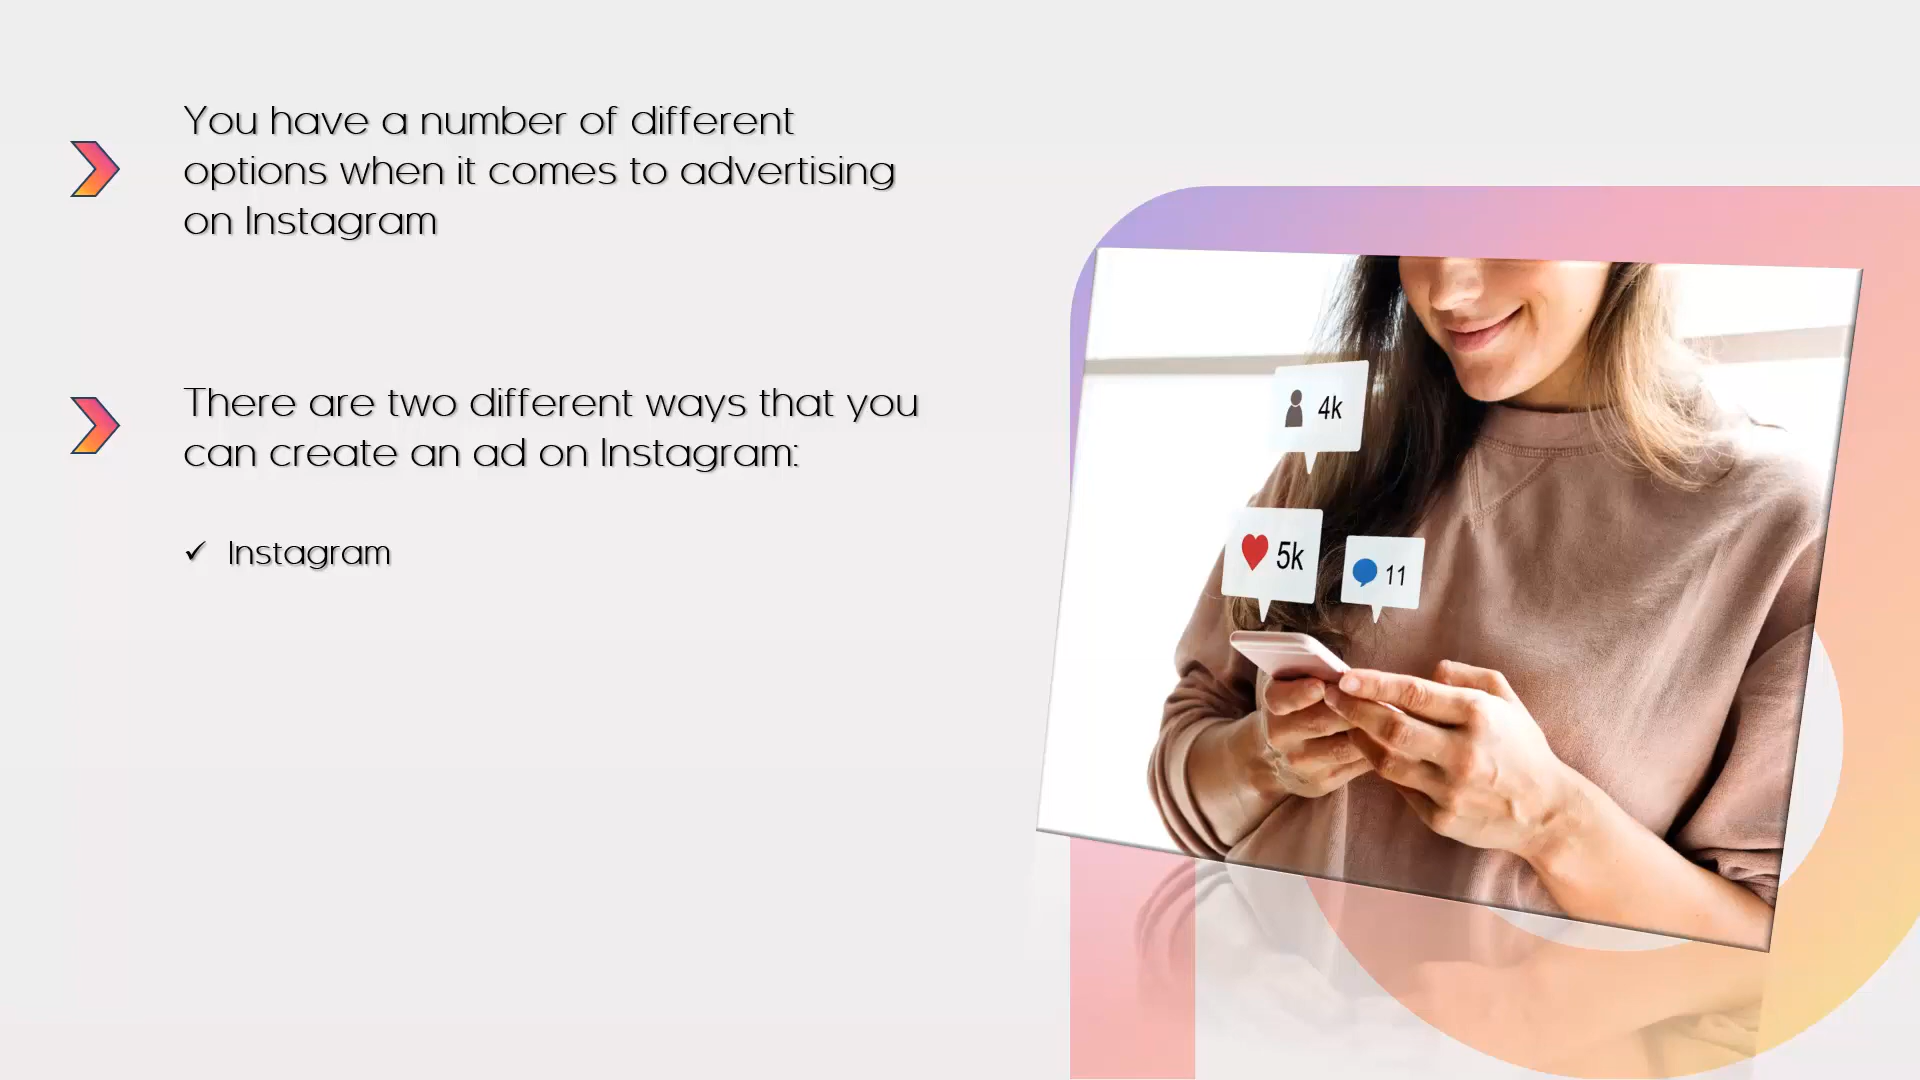 You have a number of different
options when it comes to advertising
on Instagram
There are two different ways that you
can create an ad on Instagram:
✓ Instagram
4k
5k
11